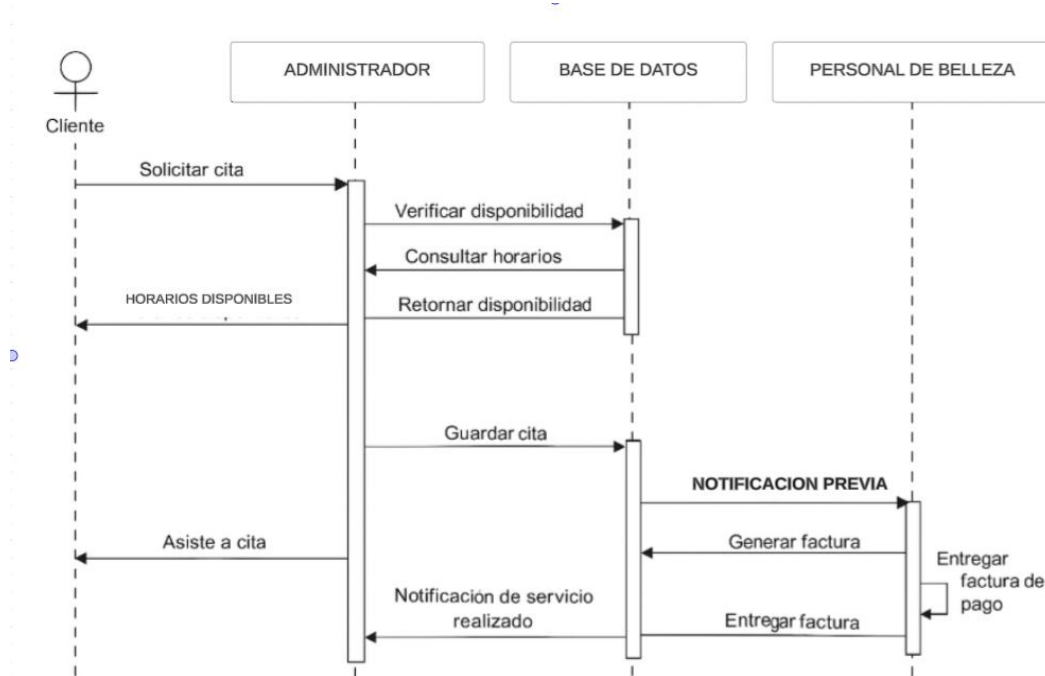 ADMINISTRADOR
BASE DE DATOS
PERSONAL DE BELLEZA
Cliente
Solicitar cita
Verificar disponibilidad
Consultar horarios
HORARIOS DISPONIBLES
Retornar disponibilidad
Guardar cita
NOTIFICACION PREVIA
Asiste a cita
Generar factura
Entregar
factura de
pago
Notificación de servicio
realizado
Entregar factura